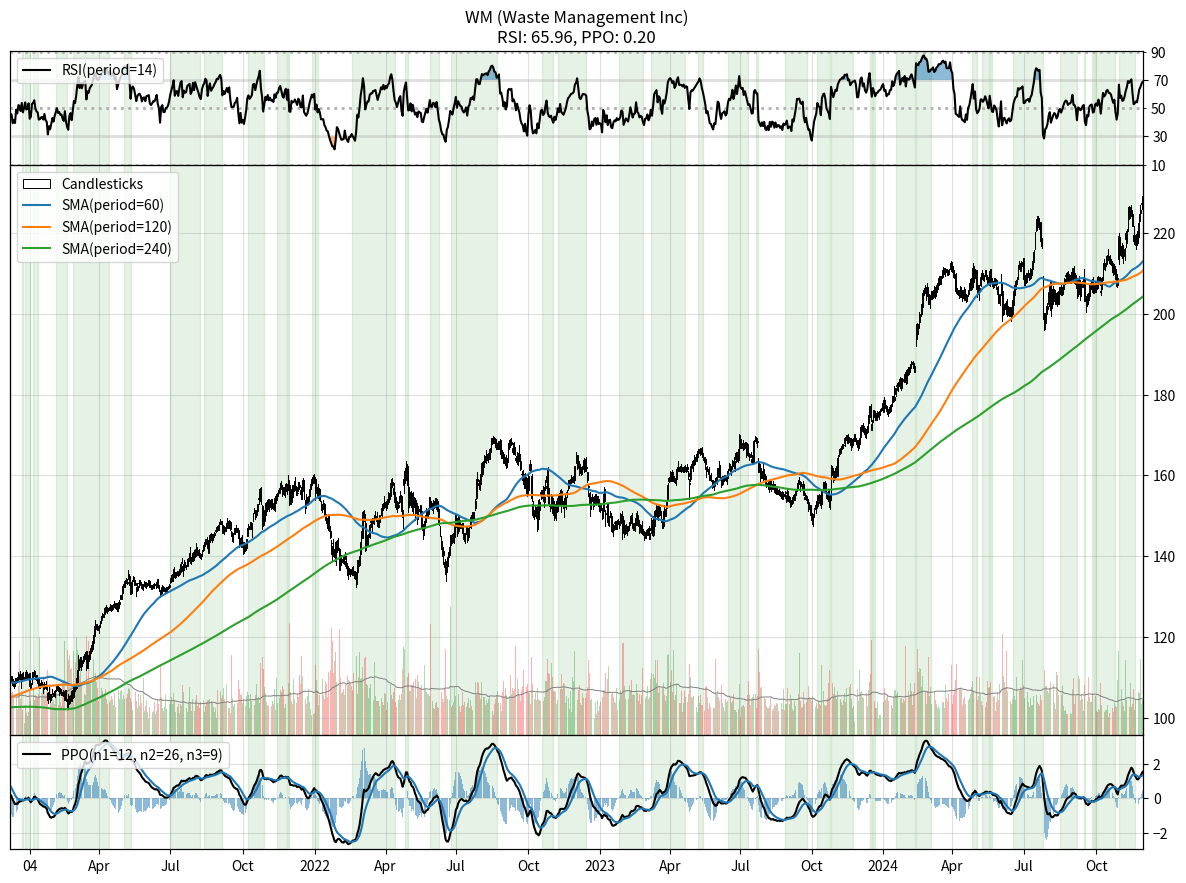 WM (Waste Management Inc)
RSI: 65.96, PPO: 0.20
RSI(period=14)
90
70
50
30
10
Candlesticks
SMA(period=60)
SMA(period=120)
SMA(period=240)
220
200
180
160
140
120
100
PPO(n1=12, n2=26, n3=9)
2
0
−2
04 Apr Jul Oct 2022 Apr Jul Oct 2023 Apr Jul Oct 2024 Apr Jul Oct